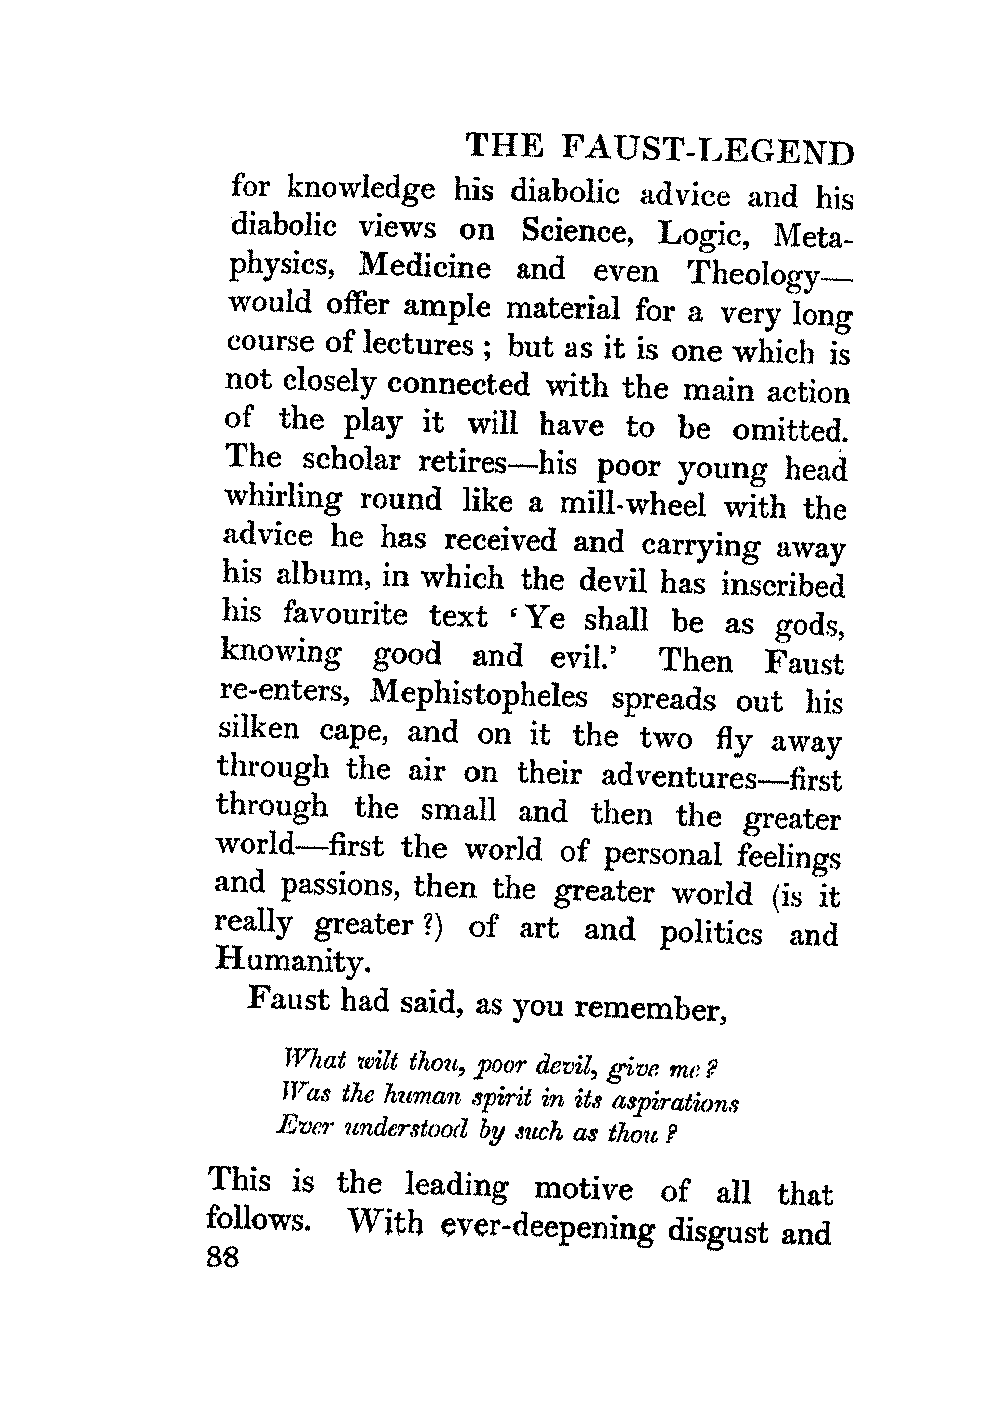 THE FAUST-LEGEND
for knowledge his diabolic advice and his
diabolic views on Science, Logic, Meta-
physics, Medicine and even Theology—
would offer ample material for a very long
course of lectures ; but as it is one which is
not closely connected with the main action
of the play it will have to be omitted.
The scholar retires—his poor young head
whirling round like a mill-wheel with the
advice he has received and carrying away
his album, in which the devil has inscribed
his favourite text ‘Ye shall be as gods,
knowing good and evil.’ Then Faust
re-enters, Mephistopheles spreads out his
silken cape, and on it the two fly away
through the air on their adventures—first
through the small and then the greater
world—first the world of personal feelings
and passions, then the greater world (is it
really greater ?) of art and politics and
Humanity.
Faust had said, as you remember,
What wilt thou, poor devil, give me ?
Was the human spirit in its aspirations
Ever understood by such as thou ?
This is the leading motive of all that
follows. With ever-deepening disgust and
88